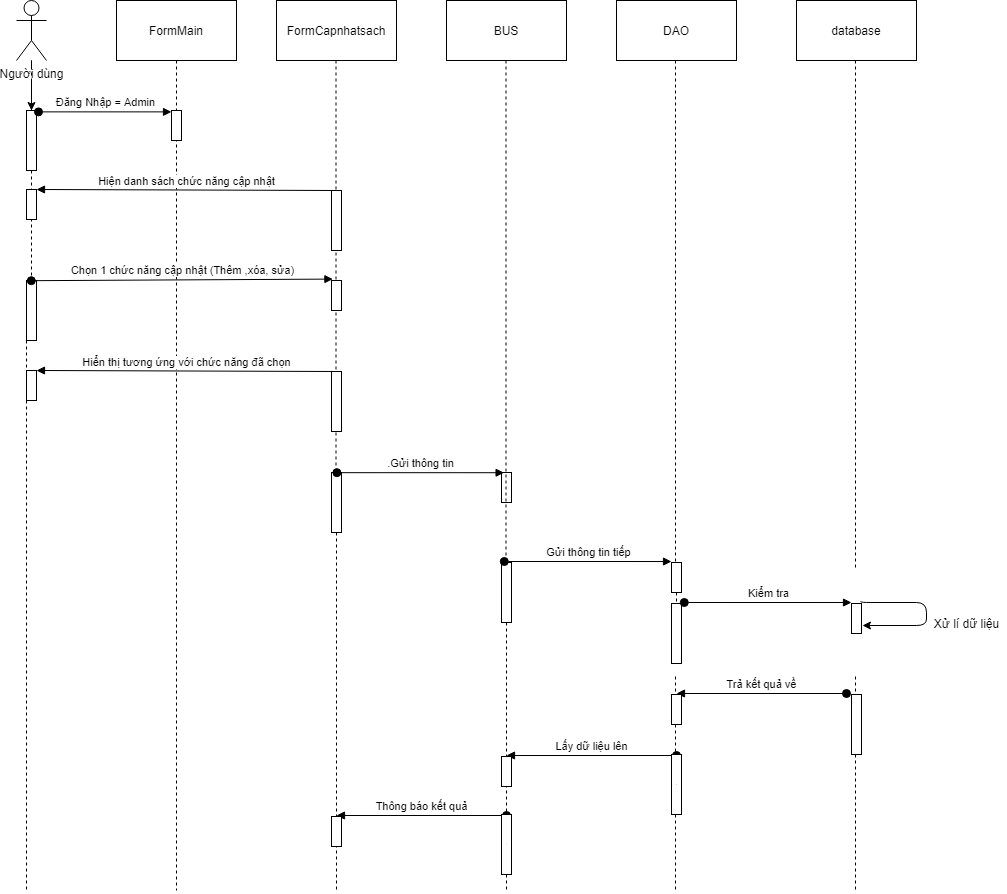 FormMain
FormCapnhatsach
BUS
DAO
database
Người dùng
Đăng Nhập = Admin
Hiện danh sách chức năng cập nhật
Chọn 1 chức năng cập nhật (Thêm ,xóa, sửa)
Hiển thị tương ứng với chức năng đã chọn
.Gửi thông tin
Gửi thông tin tiếp
Kiểm tra
Xử lí dữ liệu
Trả kết quả về
Lấy dữ liệu lên
Thông báo kết quả